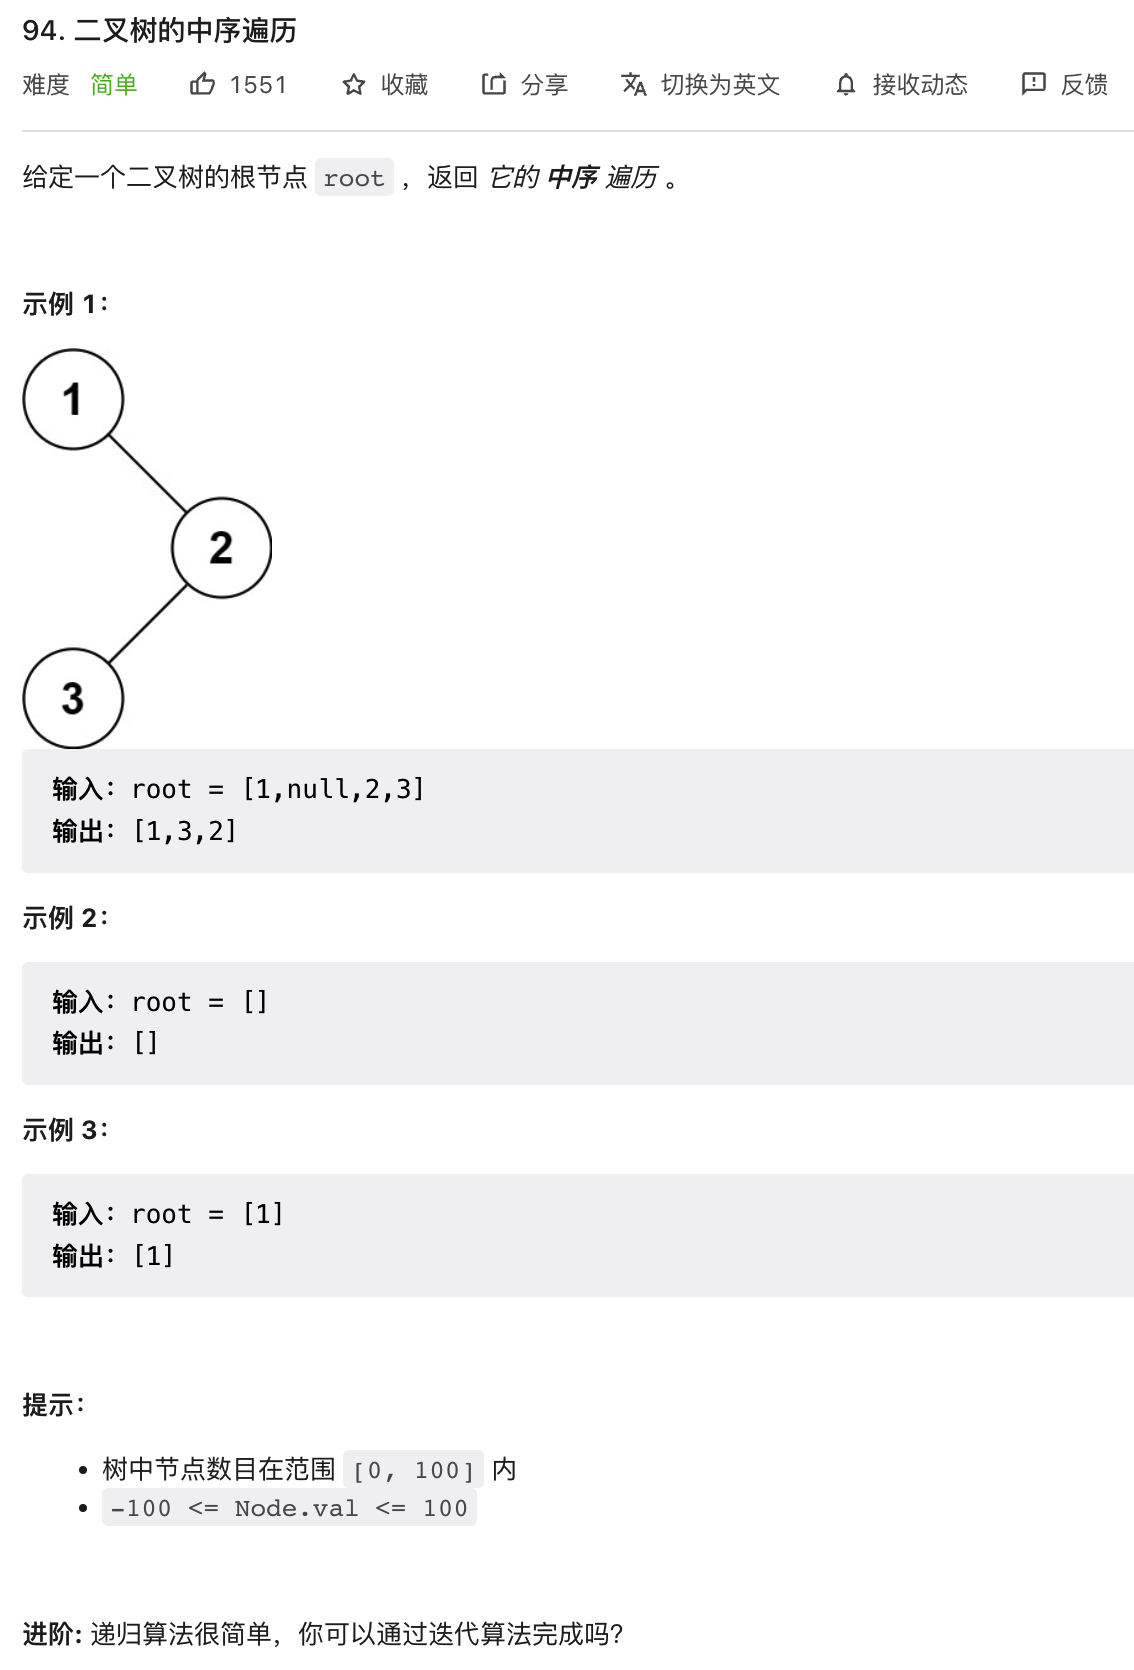 94. 二叉树的中序遍历
难度 简单 1551 收藏 分享 切换为英文 接收动态 反馈
给定一个二叉树的根节点 root ，返回 它的 中序 遍历 。
示例 1：
1
2
3
输入：root = [1,null,2,3]
输出：[1,3,2]
示例 2：
输入：root = []
输出：[]
示例 3：
输入：root = [1]
输出：[1]
提示：
• 树中节点数目在范围 [0, 100] 内
• -100 <= Node.val <= 100
进阶: 递归算法很简单，你可以通过迭代算法完成吗？